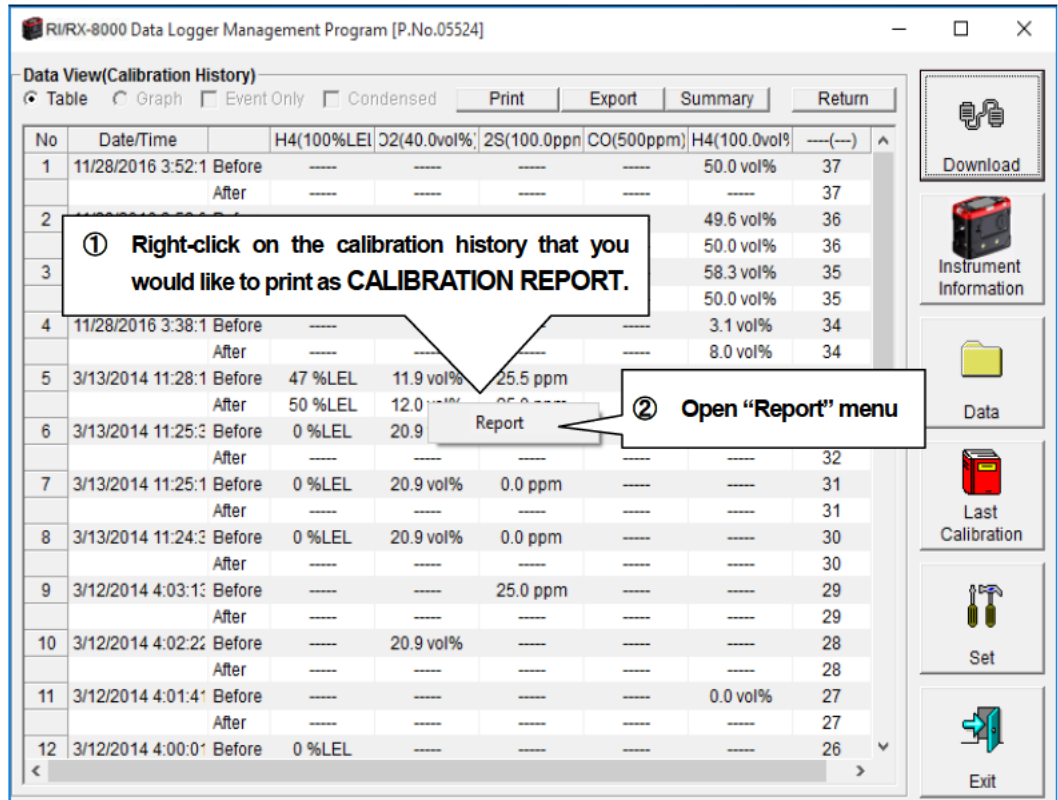 RI/RX-8000 Data Logger Management Program [P.No.05524]
Data View(Calibration History)
Table Graph Event Only Condensed Print Export Summary Return
No Date/Time H4(100%LEL O2(40.0vol%) 2S(100.0ppn CO(500ppm) H4(100.0vol% ----(---)
1 11/28/2016 3:52:1 Before ----- ----- ----- ----- 50.0 vol% 37
After ----- ----- ----- ----- ----- 37
2 Before 49.6 vol% 36
50.0 vol% 36
3 58.3 vol% 35
50.0 vol% 35
① Right-click on the calibration history that you
would like to print as CALIBRATION REPORT.
4 11/28/2016 3:38:1 Before ----- ----- 3.1 vol% 34
After ----- ----- ----- ----- 8.0 vol% 34
5 3/13/2014 11:28:1 Before 47 %LEL 11.9 vol% 25.5 ppm
After 50 %LEL 12.0
Report
② Open “Report” menu
6 3/13/2014 11:25:3 Before 0 %LEL 20.9
After ----- ----- ----- ----- ----- 32
7 3/13/2014 11:25:1 Before 0 %LEL 20.9 vol% 0.0 ppm ----- ----- 31
After ----- ----- ----- ----- ----- 31
8 3/13/2014 11:24:3 Before 0 %LEL 20.9 vol% 0.0 ppm ----- ----- 30
After ----- ----- ----- ----- ----- 30
9 3/12/2014 4:03:13 Before ----- ----- 25.0 ppm ----- ----- 29
After ----- ----- ----- ----- ----- 29
10 3/12/2014 4:02:22 Before ----- 20.9 vol% ----- ----- ----- 28
After ----- ----- ----- ----- ----- 28
11 3/12/2014 4:01:41 Before ----- ----- ----- ----- 0.0 vol% 27
After ----- ----- ----- ----- ----- 27
12 3/12/2014 4:00:01 Before 0 %LEL ----- ----- ----- ----- 26
Download
Instrument
Information
Data
Last
Calibration
Set
Exit